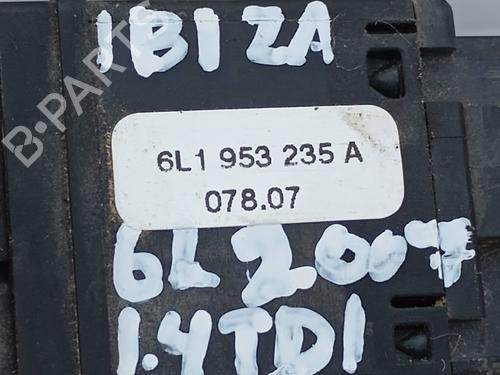 IBIZA
B-PARTS
6L1 953 235 A
078.07
6L 2007
1.4TDI